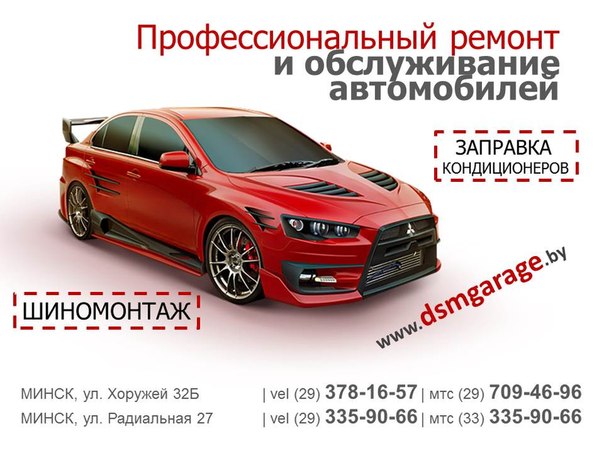 Профессиональный ремонт
и обслуживание
автомобилей
ЗАПРАВКА
КОНДИЦИОНЕРОВ
www.dsmgarage.by
ШИНОМОНТАЖ
МИНСК, ул. Хоружей 32Б | vel (29) 378-16-57 | мтс (29) 709-46-96
МИНСК, ул. Радиальная 27 | vel (29) 335-90-66 | мтс (33) 335-90-66